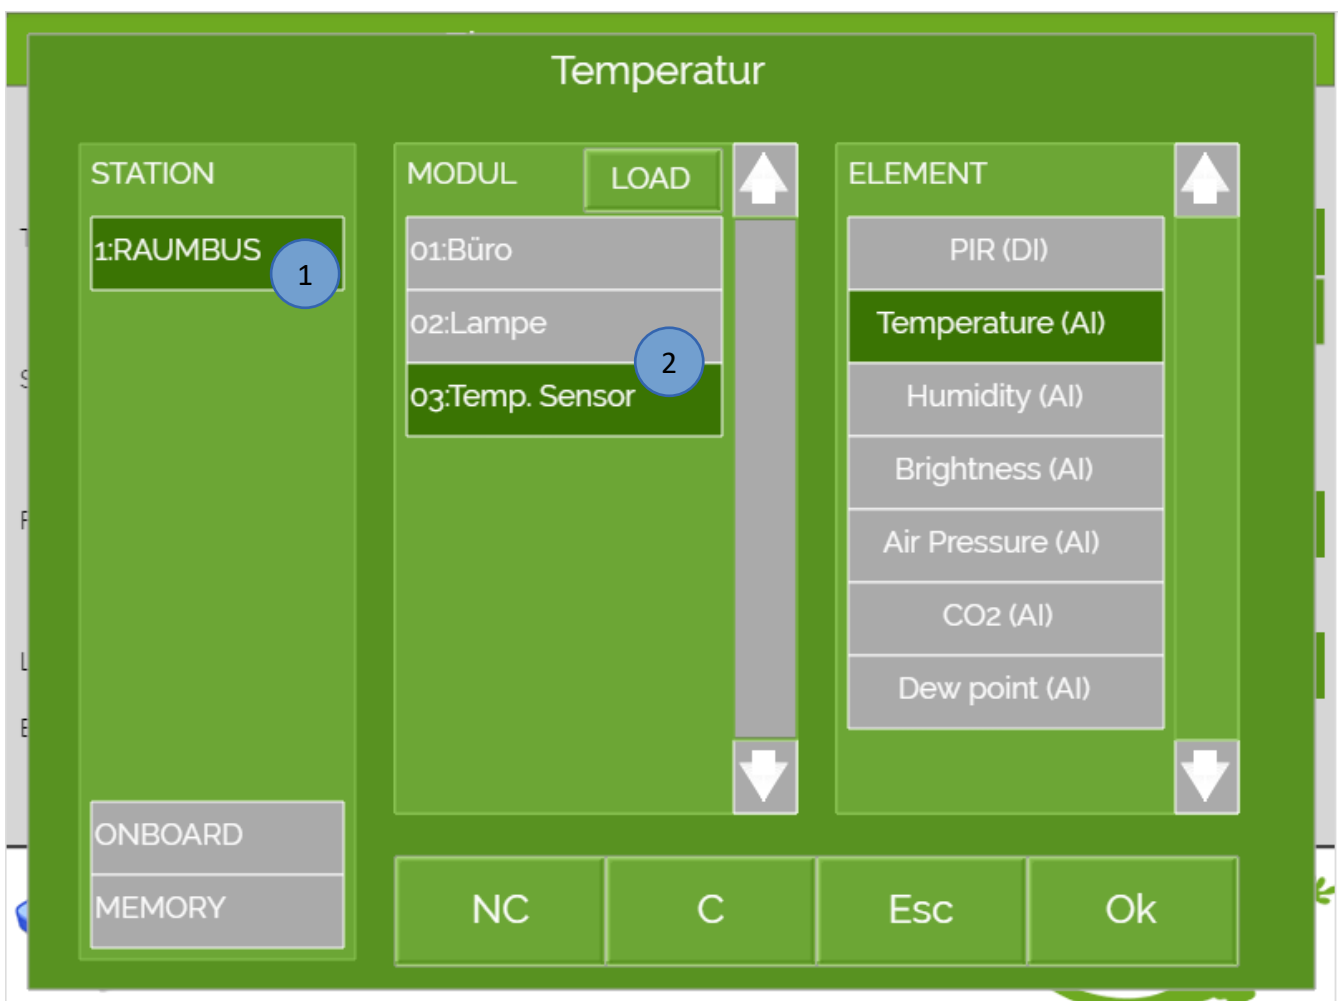 Temperatur
STATION
1:RAUMBUS
1
ONBOARD
MEMORY
MODUL
LOAD
01:Büro
02:Lampe
2
03:Temp. Sensor
ELEMENT
PIR (DI)
Temperature (AI)
Humidity (AI)
Brightness (AI)
Air Pressure (AI)
CO2 (AI)
Dew point (AI)
NC
C
Esc
Ok